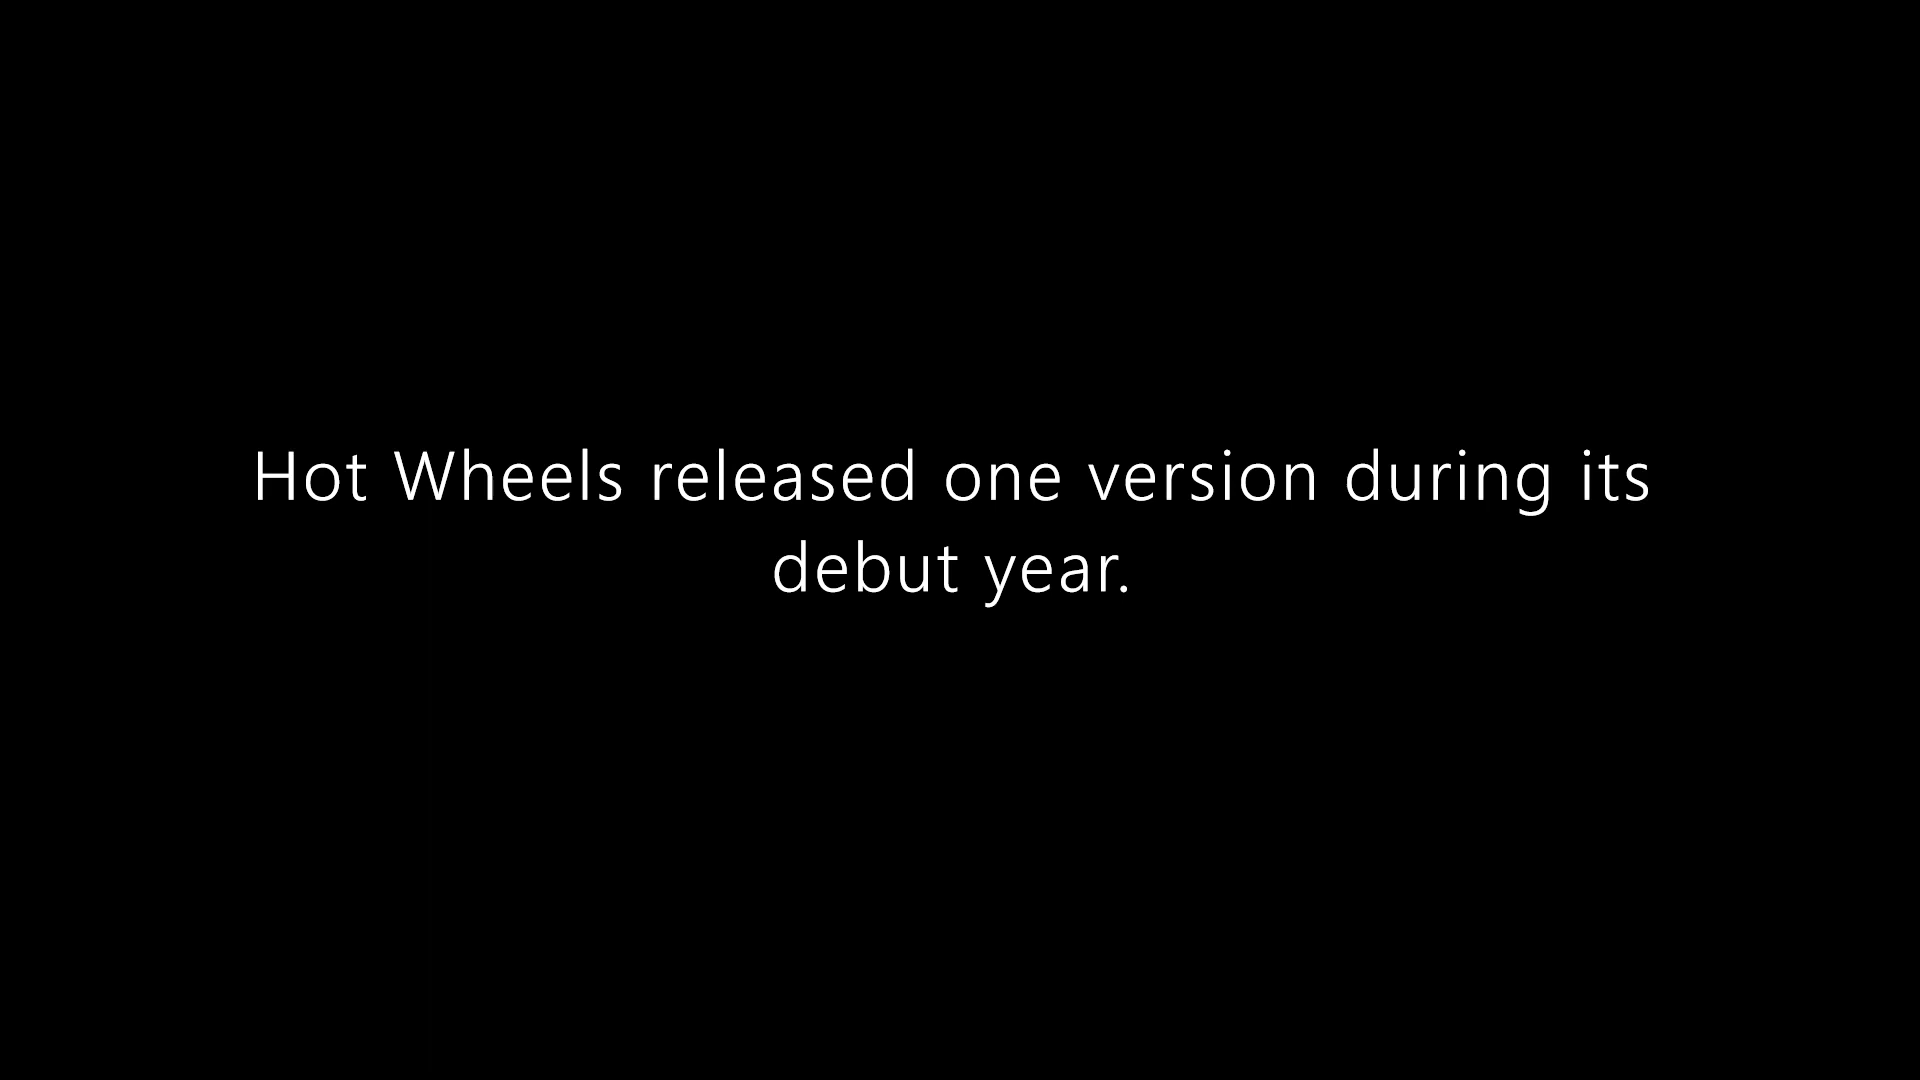 Hot Wheels released one version during its
debut year.